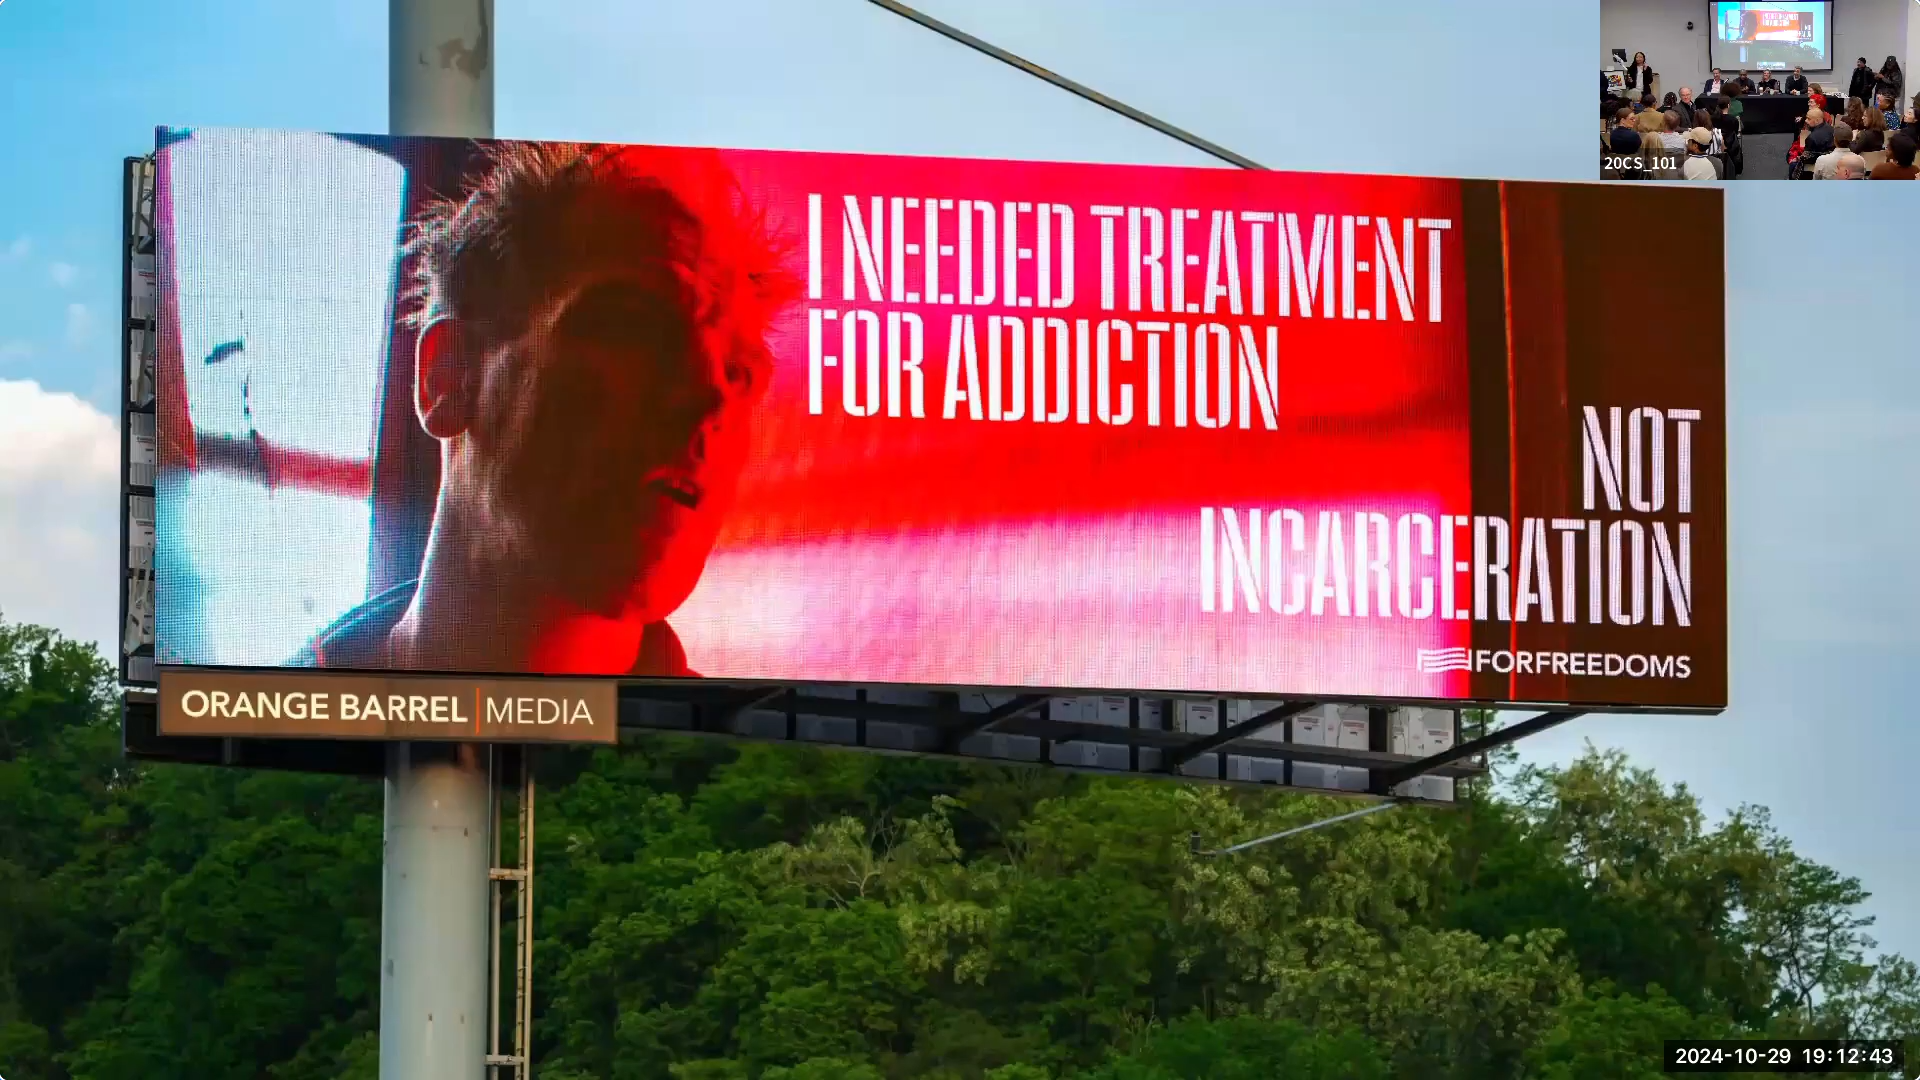 I NEEDED TREATMENT
FOR ADDICTION
NOT
INCARCERATION
FORFREEDOMS
ORANGE BARREL | MEDIA
20CS_101
2024-10-29 19:12:43